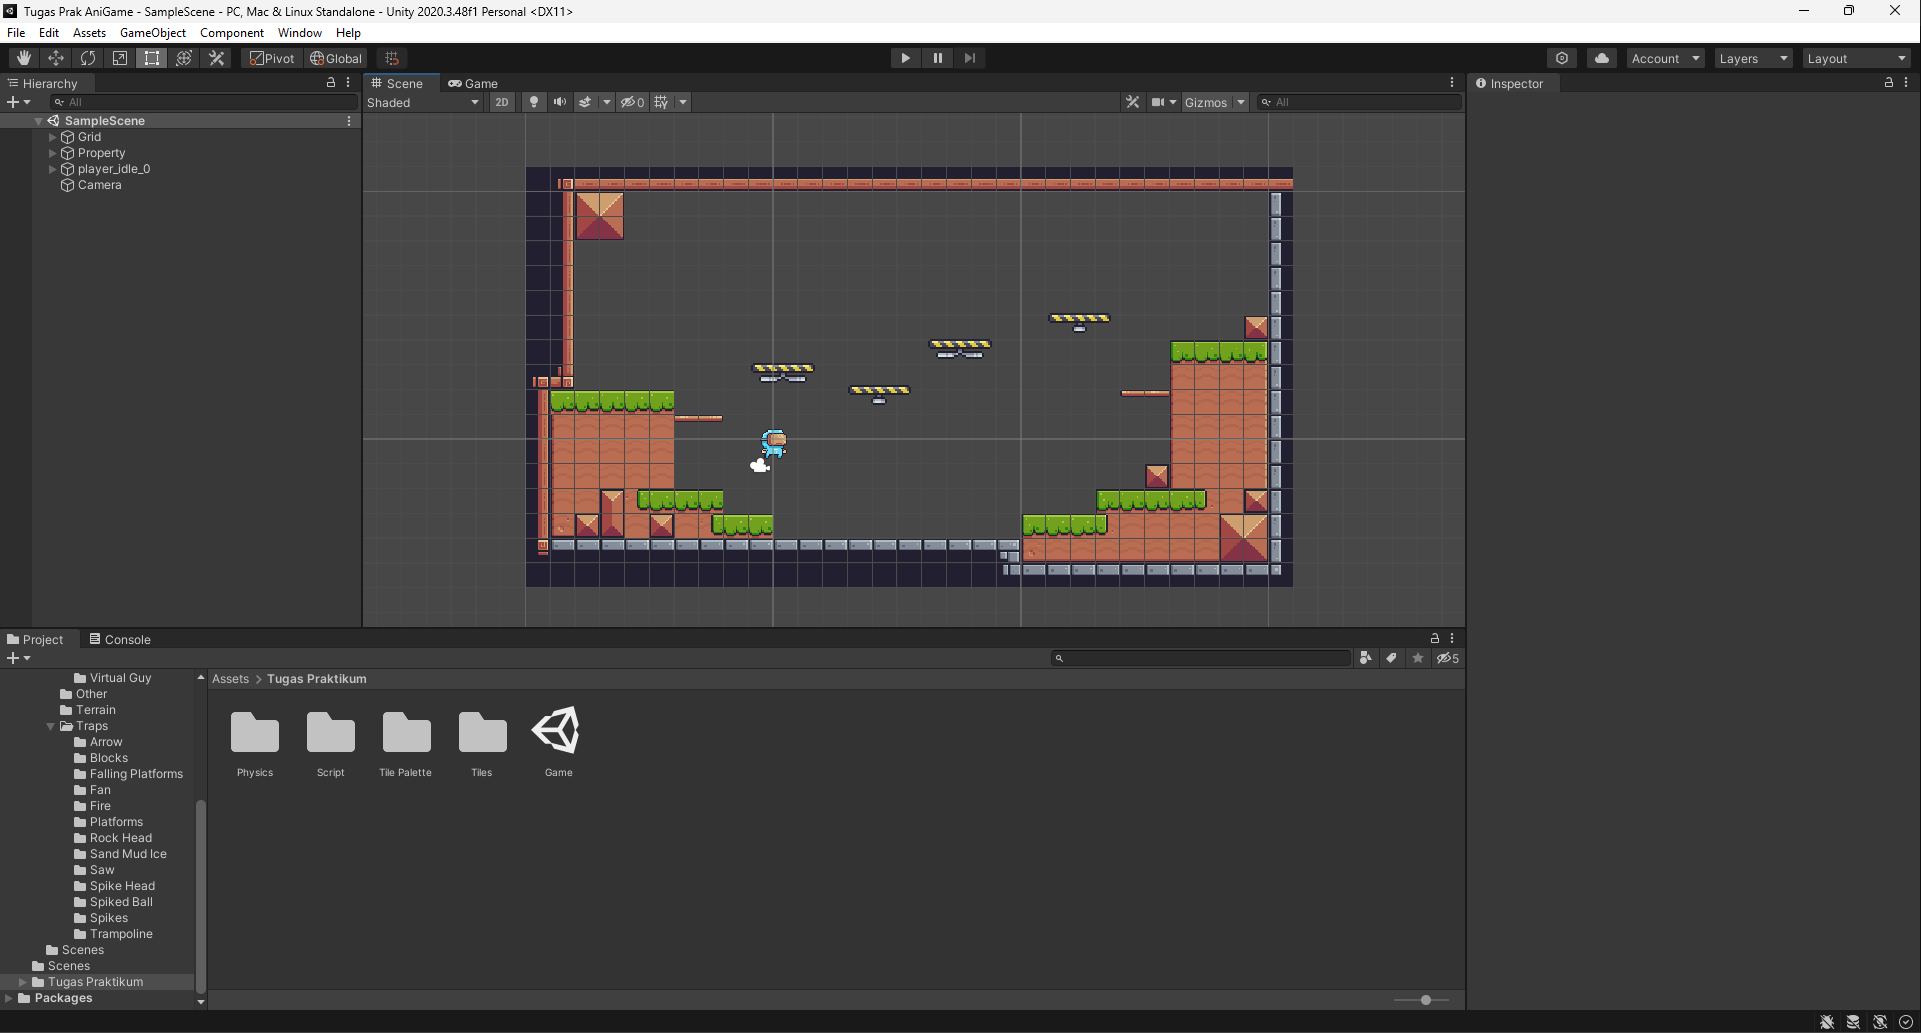 Tugas Prak AniGame - SampleScene - PC, Mac & Linux Standalone - Unity 2020.3.48f1 Personal <DX11>
File Edit Assets GameObject Component Window Help
Pivot Global Account Layers Layout
Hierarchy
All
SampleScene
Grid
Property
player_idle_0
Camera
Scene Game
Shaded 2D 0 Gizmos All
Inspector
Project Console
5
Virtual Guy
Other
Terrain
Traps
Arrow
Blocks
Falling Platforms
Fan
Fire
Platforms
Rock Head
Sand Mud Ice
Saw
Spike Head
Spiked Ball
Spikes
Trampoline
Scenes
Scenes
Tugas Praktikum
Packages
Assets > Tugas Praktikum
Physics Script Tile Palette Tiles Game